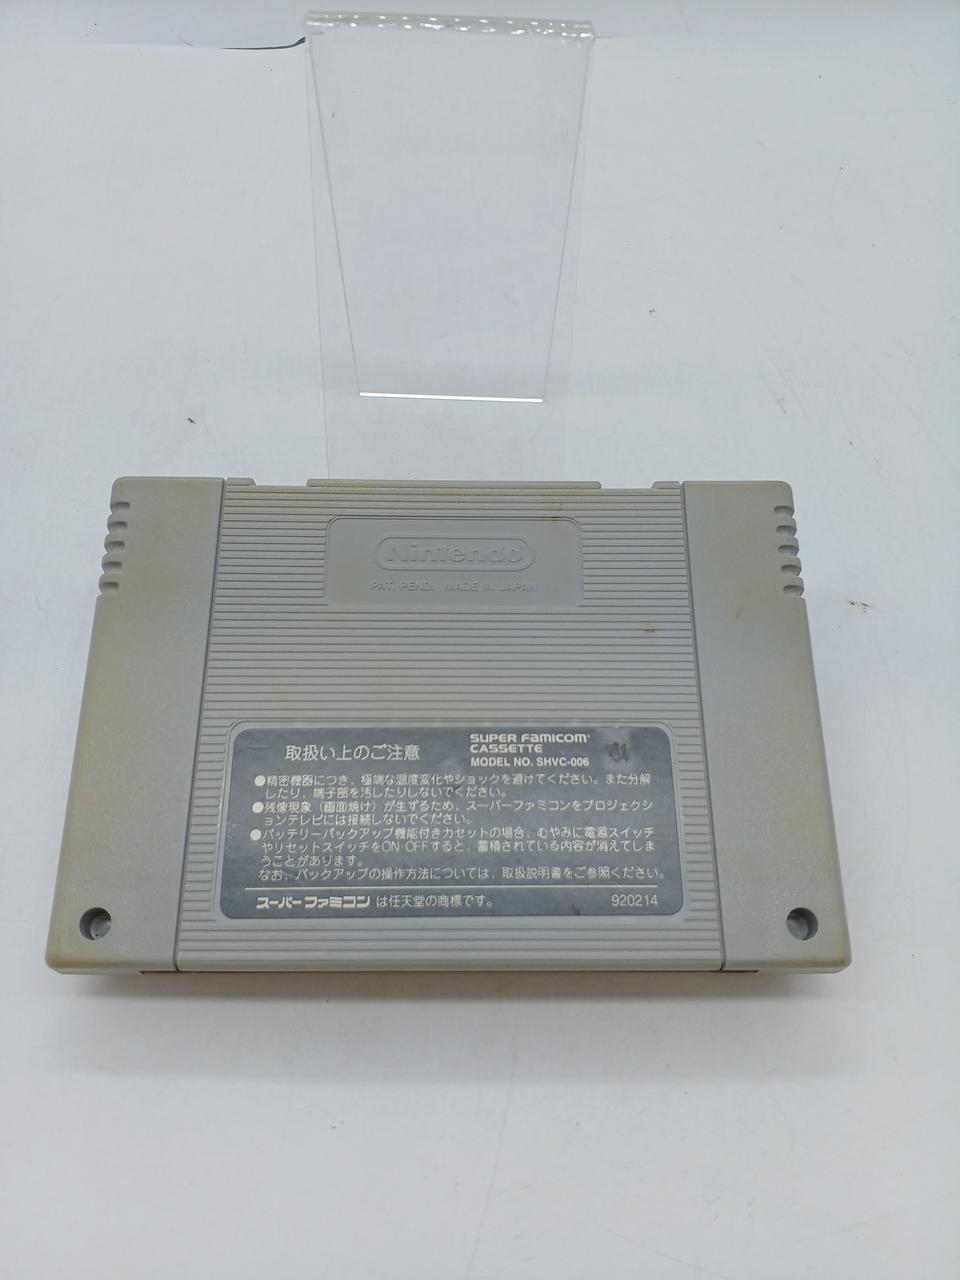 Nintendo
PAT. PEND. MADE IN JAPAN
取扱い上のご注意
SUPER FAMICOM
CASSETTE
MODEL NO. SHVC-006
●精密機器につき、極端な温度変化やショックを避けてください。また分解
したり、端子部を汚したりしないでください。
●残像現象（画面焼け）が生ずるため、スーパーファミコンをプロジェクシ
ョンテレビには接続しないでください。
●バッテリーバックアップ機能付きカセットの場合、むやみに電源スイッチ
やリセットスイッチをON・OFFすると、蓄積されている内容が消えてしま
うことがあります。
なお、バックアップの操作方法については、取扱説明書をご参照ください。
スーパーファミコン は任天堂の商標です。
920214